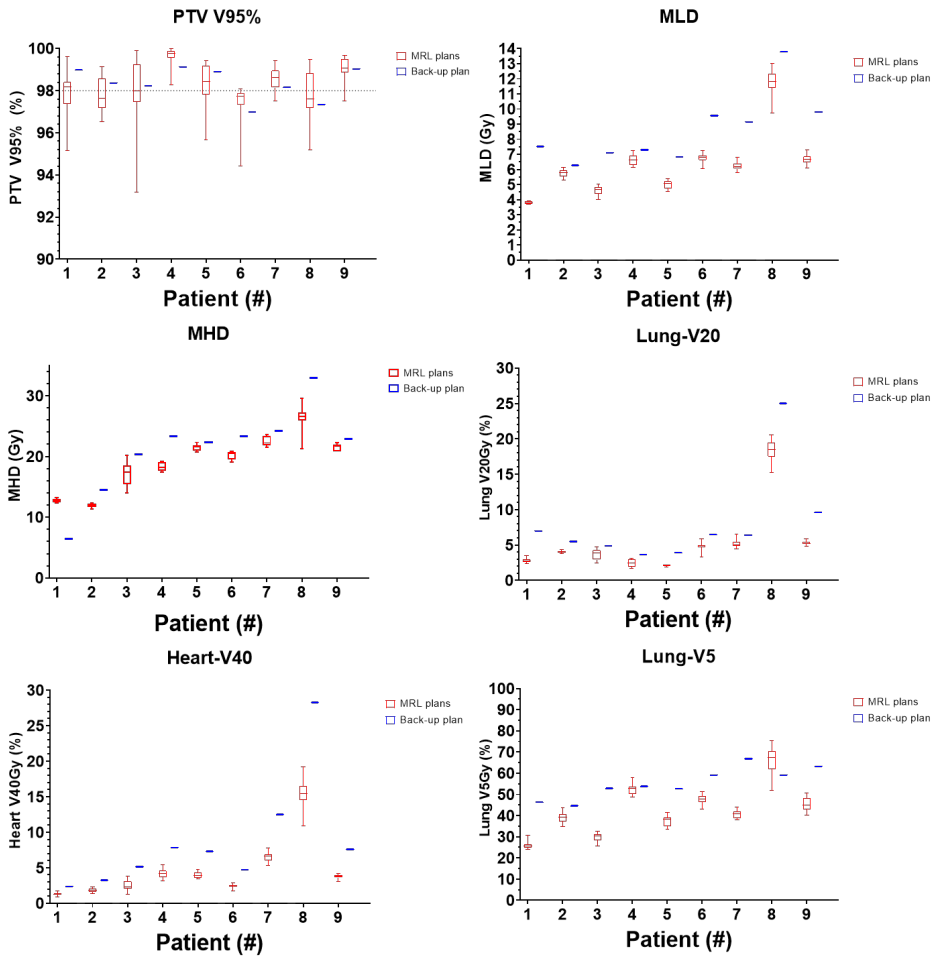 PTV V95%
PTV V95% (%)
100
98
96
94
92
90
1 2 3 4 5 6 7 8 9
Patient (#)
MRL plans
Back-up plan
MLD
MLD (Gy)
14
13
12
11
10
9
8
7
6
5
4
3
2
1
0
1 2 3 4 5 6 7 8 9
Patient (#)
MRL plans
Back-up plan
MHD
MHD (Gy)
30
20
10
0
1 2 3 4 5 6 7 8 9
Patient (#)
MRL plans
Back-up plan
Lung-V20
Lung V20Gy (%)
30
25
20
15
10
5
0
1 2 3 4 5 6 7 8 9
Patient (#)
MRL plans
Back-up plan
Heart-V40
Heart V40Gy (%)
30
25
20
15
10
5
0
1 2 3 4 5 6 7 8 9
Patient (#)
MRL plans
Back-up plan
Lung-V5
Lung V5Gy (%)
100
90
80
70
60
50
40
30
20
10
0
1 2 3 4 5 6 7 8 9
Patient (#)
MRL plans
Back-up plan